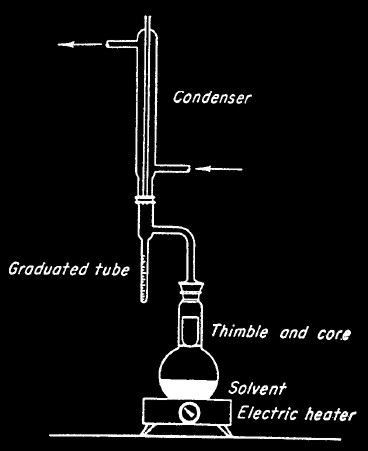 Condenser
Graduated tube
Thimble and core
Solvent
Electric heater